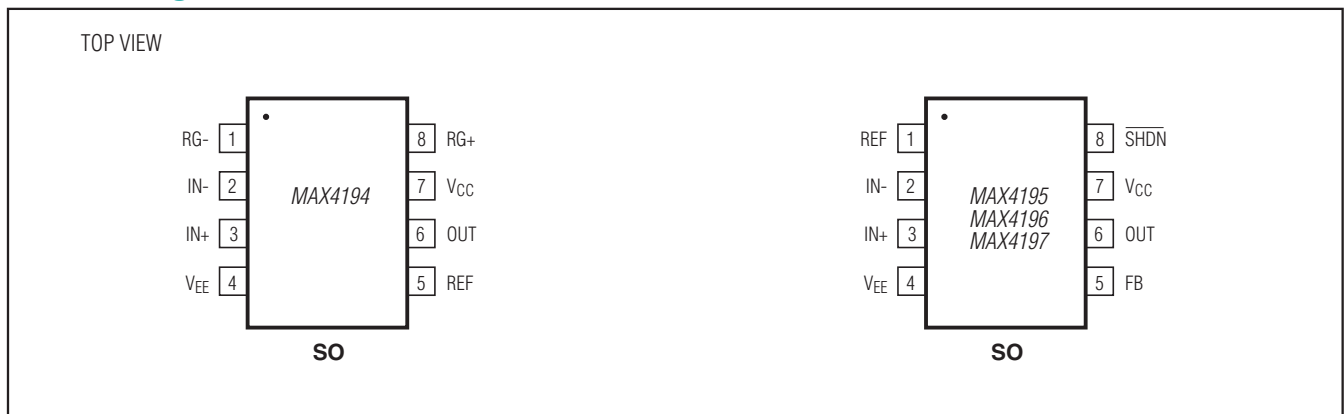 TOP VIEW
RG- 1
IN- 2
IN+ 3
VEE 4
MAX4194
8 RG+
7 VCC
6 OUT
5 REF
SO
REF 1
IN- 2
IN+ 3
VEE 4
MAX4195
MAX4196
MAX4197
8 SHDN
7 VCC
6 OUT
5 FB
SO